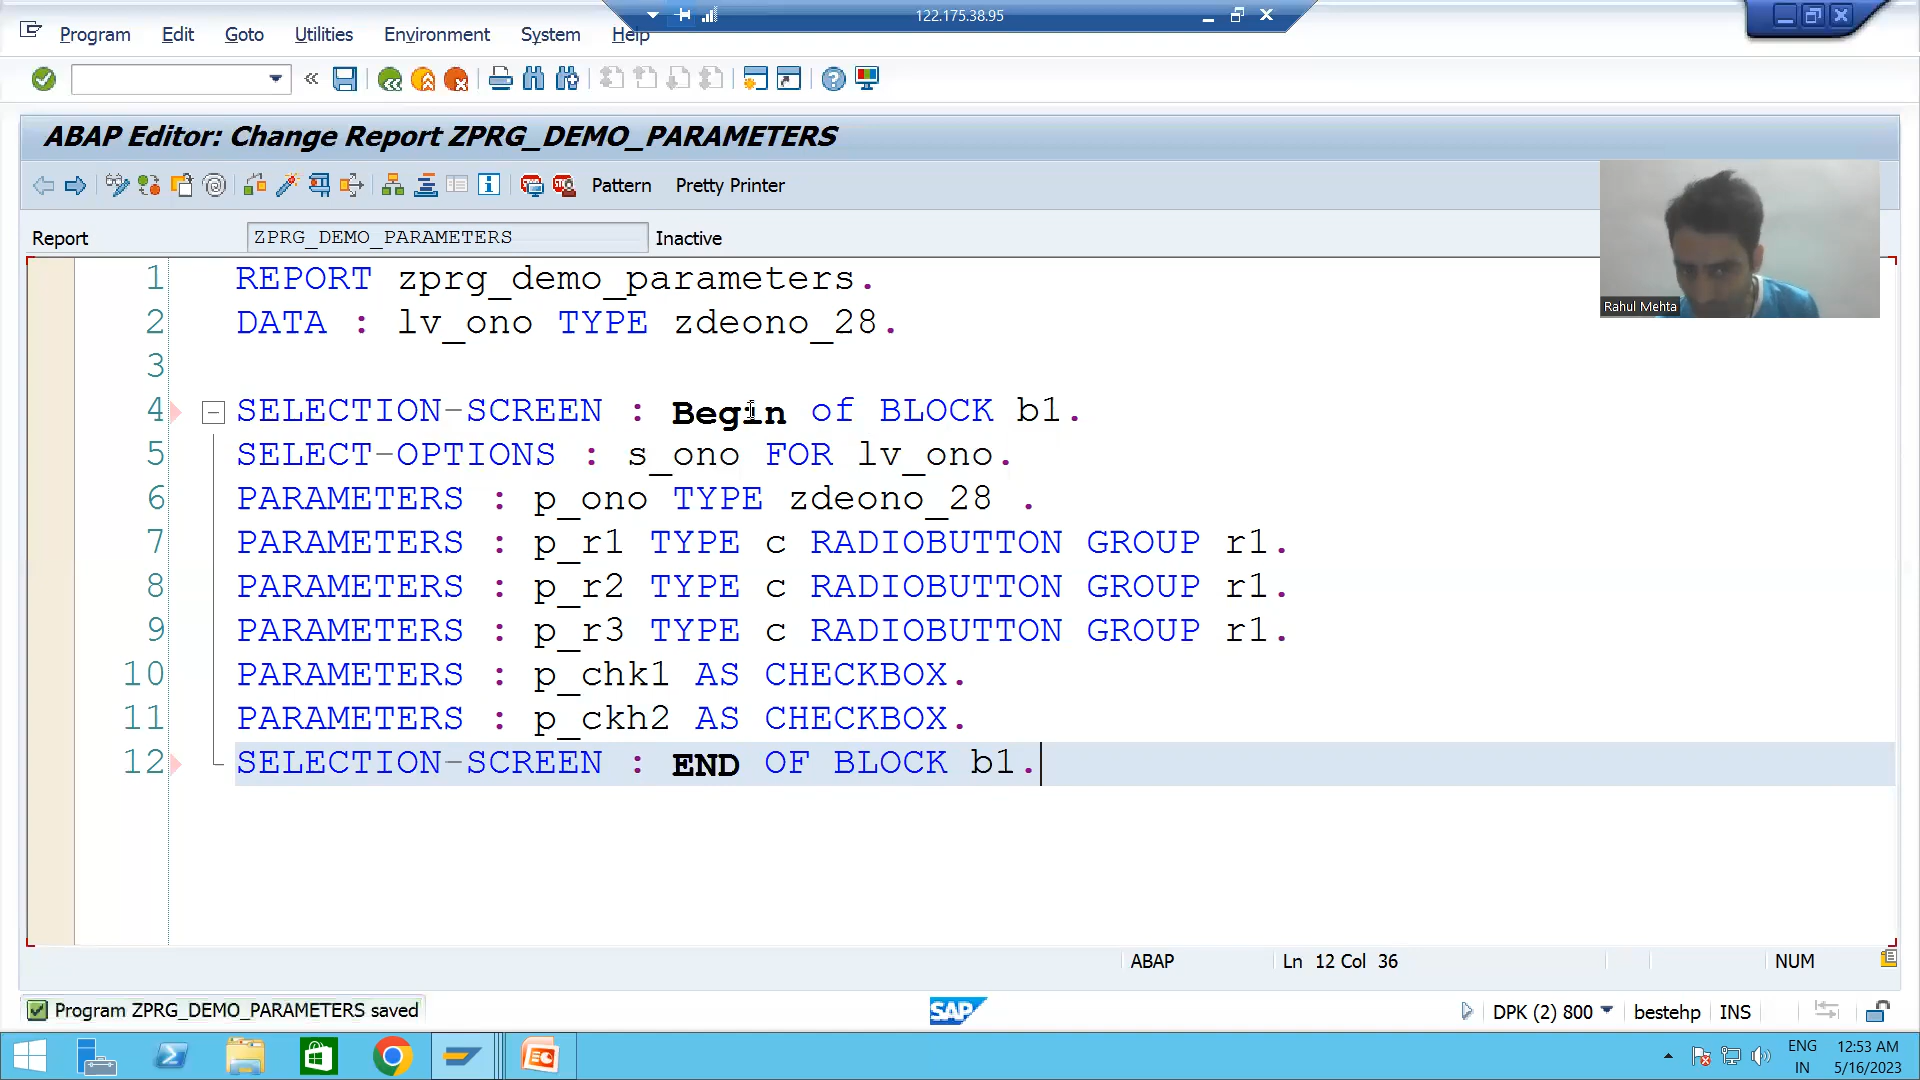 122.175.38.95
Program Edit Goto Utilities Environment System Help
ABAP Editor: Change Report ZPRG_DEMO_PARAMETERS
Pattern Pretty Printer
Report ZPRG_DEMO_PARAMETERS Inactive
Rahul Mehta
1 REPORT zprg_demo_parameters.
2 DATA : lv_ono TYPE zdeono_28.
3
4 SELECTION-SCREEN : Begin of BLOCK b1.
5 SELECT-OPTIONS : s_ono FOR lv_ono.
6 PARAMETERS : p_ono TYPE zdeono_28 .
7 PARAMETERS : p_r1 TYPE c RADIOBUTTON GROUP r1.
8 PARAMETERS : p_r2 TYPE c RADIOBUTTON GROUP r1.
9 PARAMETERS : p_r3 TYPE c RADIOBUTTON GROUP r1.
10 PARAMETERS : p_chk1 AS CHECKBOX.
11 PARAMETERS : p_ckh2 AS CHECKBOX.
12 SELECTION-SCREEN : END OF BLOCK b1.
ABAP Ln 12 Col 36 NUM
Program ZPRG_DEMO_PARAMETERS saved SAP DPK (2) 800 bestehp INS
ENG 12:53 AM
IN 5/16/2023